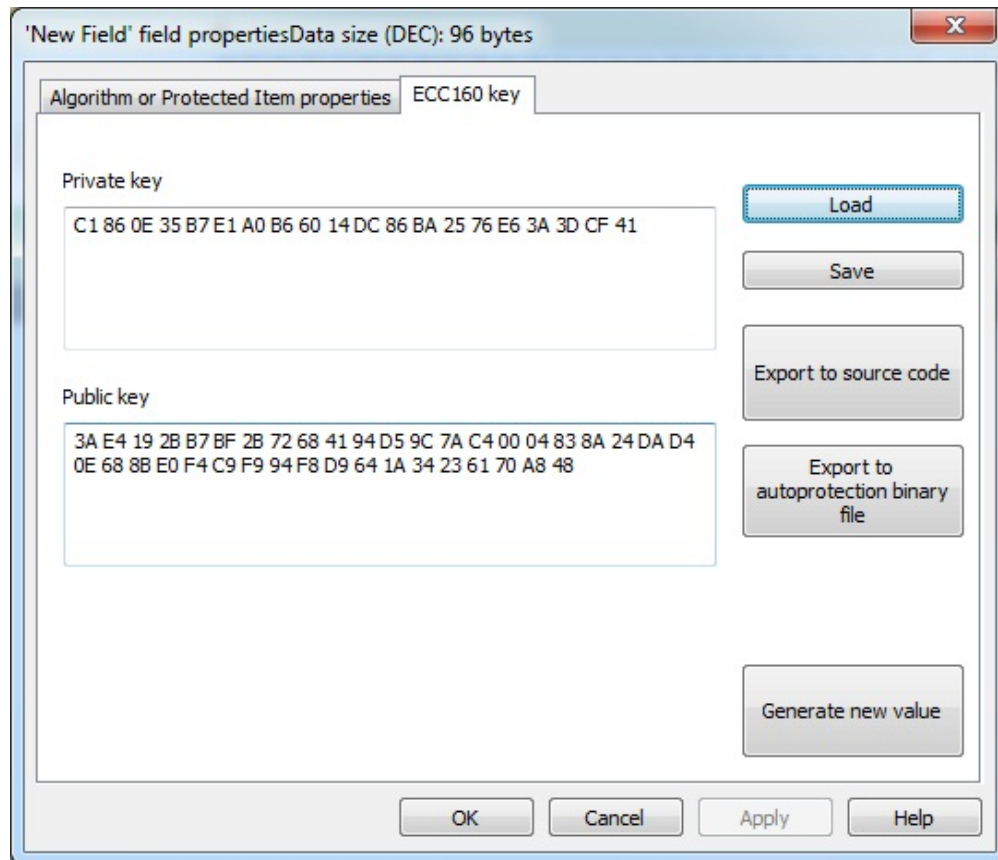 'New Field' field propertiesData size (DEC): 96 bytes
Algorithm or Protected Item properties
ECC160 key
Private key
C1 86 0E 35 B7 E1 A0 B6 60 14 DC 86 BA 25 76 E6 3A 3D CF 41
Load
Save
Export to source code
Public key
3A E4 19 2B B7 BF 2B 72 68 41 94 D5 9C 7A C4 00 04 83 8A 24 DA D4
0E 68 8B E0 F4 C9 F9 94 F8 D9 64 1A 34 23 61 70 A8 48
Export to
autoprotection binary
file
Generate new value
OK
Cancel
Apply
Help